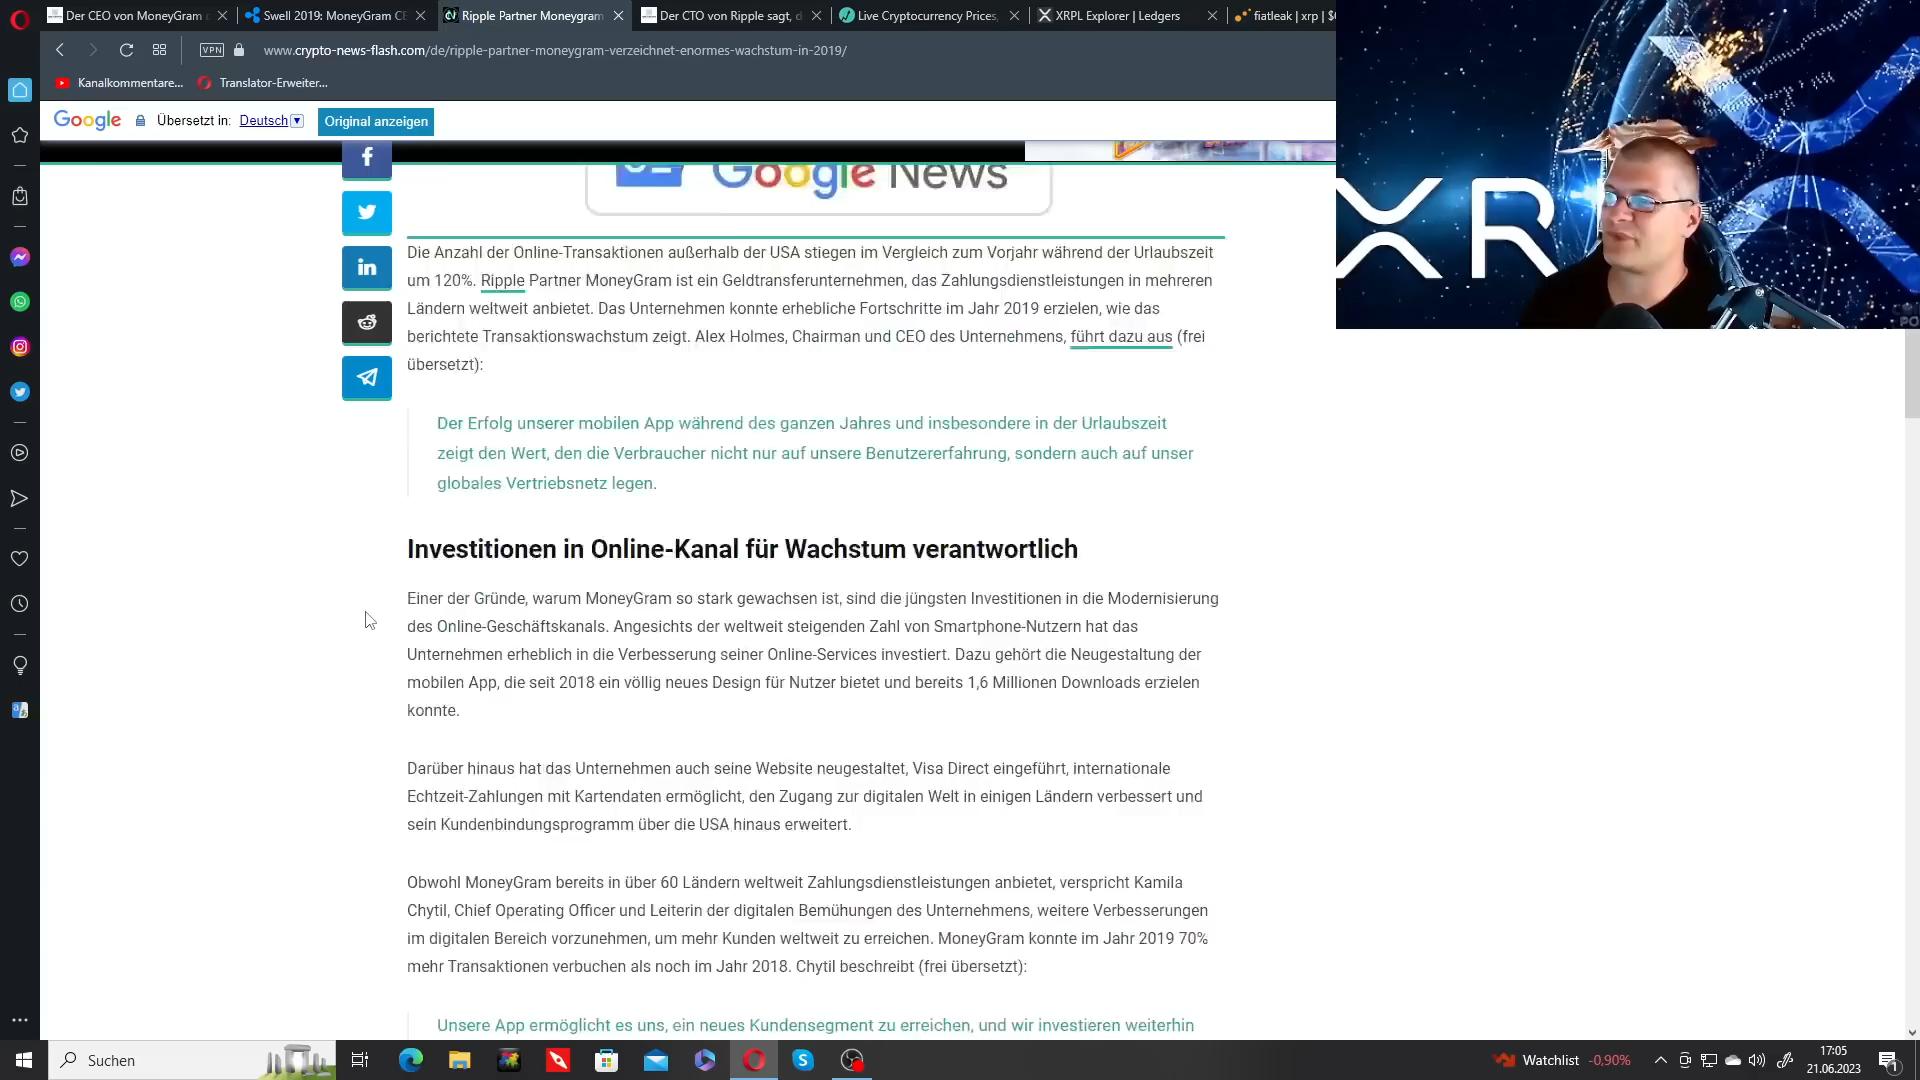 Der CEO von MoneyGram
Swell 2019: MoneyGram CE
Ripple Partner Moneygram
Der CTO von Ripple sagt, d
Live Cryptocurrency Prices,
XRPL Explorer | Ledgers
fiatleak | xrp | $
VPN
www.crypto-news-flash.com/de/ripple-partner-moneygram-verzeichnet-enormes-wachstum-in-2019/
Kanalkommentare...
Translator-Erweiter...
Google
Übersetzt in:
Deutsch
Original anzeigen
Google News
XR
Die Anzahl der Online-Transaktionen außerhalb der USA stiegen im Vergleich zum Vorjahr während der Urlaubszeit
um 120%. Ripple Partner MoneyGram ist ein Geldtransferunternehmen, das Zahlungsdienstleistungen in mehreren
Ländern weltweit anbietet. Das Unternehmen konnte erhebliche Fortschritte im Jahr 2019 erzielen, wie das
berichtete Transaktionswachstum zeigt. Alex Holmes, Chairman und CEO des Unternehmens, führt dazu aus (frei
übersetzt):
Der Erfolg unserer mobilen App während des ganzen Jahres und insbesondere in der Urlaubszeit
zeigt den Wert, den die Verbraucher nicht nur auf unsere Benutzererfahrung, sondern auch auf unser
globales Vertriebsnetz legen.
Investitionen in Online-Kanal für Wachstum verantwortlich
Einer der Gründe, warum MoneyGram so stark gewachsen ist, sind die jüngsten Investitionen in die Modernisierung
des Online-Geschäftskanals. Angesichts der weltweit steigenden Zahl von Smartphone-Nutzern hat das
Unternehmen erheblich in die Verbesserung seiner Online-Services investiert. Dazu gehört die Neugestaltung der
mobilen App, die seit 2018 ein völlig neues Design für Nutzer bietet und bereits 1,6 Millionen Downloads erzielen
konnte.
Darüber hinaus hat das Unternehmen auch seine Website neugestaltet, Visa Direct eingeführt, internationale
Echtzeit-Zahlungen mit Kartendaten ermöglicht, den Zugang zur digitalen Welt in einigen Ländern verbessert und
sein Kundenbindungsprogramm über die USA hinaus erweitert.
Obwohl MoneyGram bereits in über 60 Ländern weltweit Zahlungsdienstleistungen anbietet, verspricht Kamila
Chytil, Chief Operating Officer und Leiterin der digitalen Bemühungen des Unternehmens, weitere Verbesserungen
im digitalen Bereich vorzunehmen, um mehr Kunden weltweit zu erreichen. MoneyGram konnte im Jahr 2019 70%
mehr Transaktionen verbuchen als noch im Jahr 2018. Chytil beschreibt (frei übersetzt):
Unsere App ermöglicht es uns, ein neues Kundensegment zu erreichen, und wir investieren weiterhin
Suchen
Watchlist -0,90%
17:05
21.06.2023
1